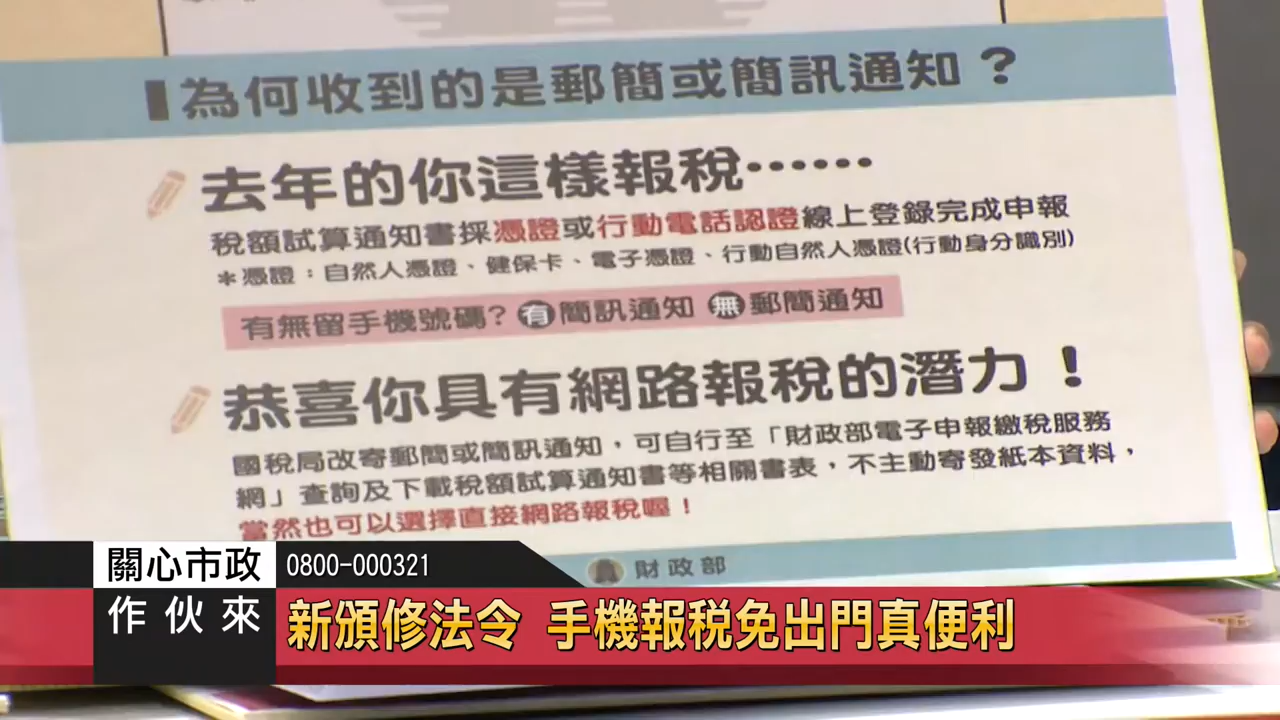 為何收到的是郵簡或簡訊通知？
去年的你這樣報稅……
稅額試算通知書採憑證或行動電話認證線上登錄完成申報
＊憑證：自然人憑證、健保卡、電子憑證、行動自然人憑證(行動身分識別)
有無留手機號碼? 有簡訊通知 無郵簡通知
恭喜你具有網路報稅的潛力！
國稅局改寄郵簡或簡訊通知，可自行至「財政部電子申報繳稅服務
網」查詢及下載稅額試算通知書等相關書表，不主動寄發紙本資料，
當然也可以選擇直接網路報稅喔！
財政部
關心市政
0800-000321
作伙來
新頒修法令 手機報稅免出門真便利